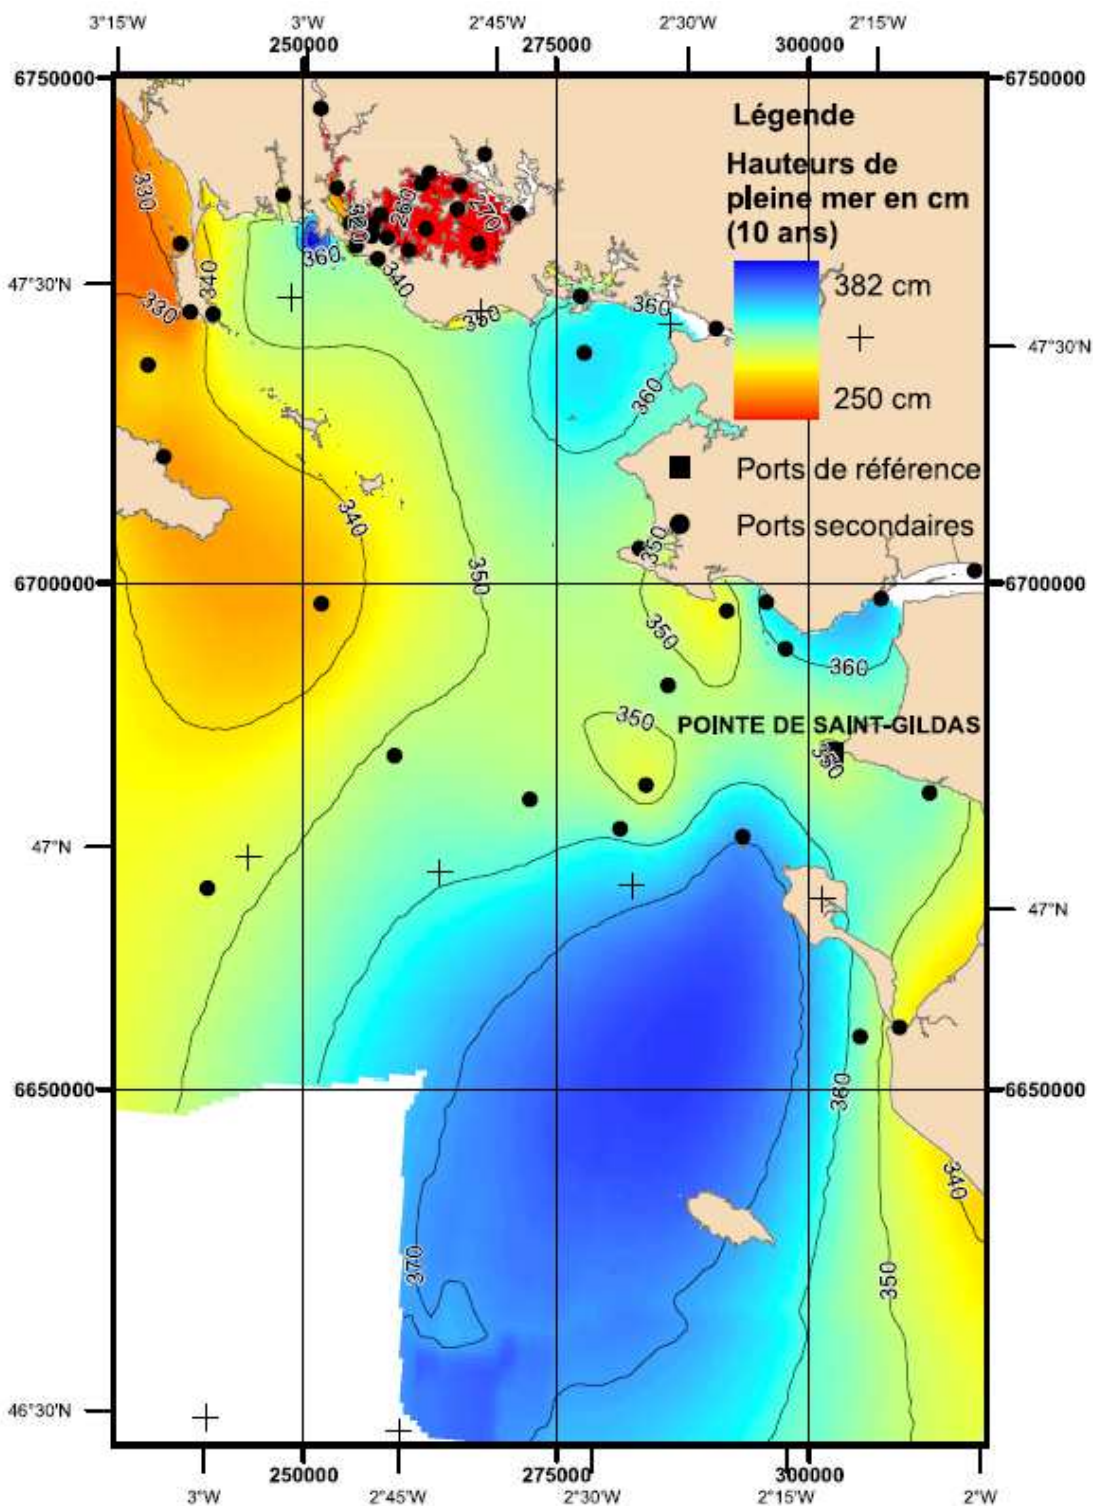 3°15'W 3°W 2°45'W 2°30'W 2°15'W
250000 275000 300000
6750000 6750000
Légende
Hauteurs de
pleine mer en cm
(10 ans)
330
260
270
320
360
340
340
47°30'N
382 cm
330
350
360
47°30'N
360
250 cm
Ports de référence
340
Ports secondaires
350
350
6700000 6700000
350
360
350
POINTE DE SAINT-GILDAS
350
47°N
47°N
6650000 6650000
360
340
370
350
46°30'N
250000 275000 300000
3°W 2°45'W 2°30'W 2°15'W 2°W